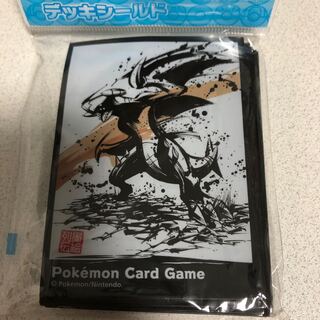 デッキシールド
Pokémon Card Game
© Pokémon/Nintendo.